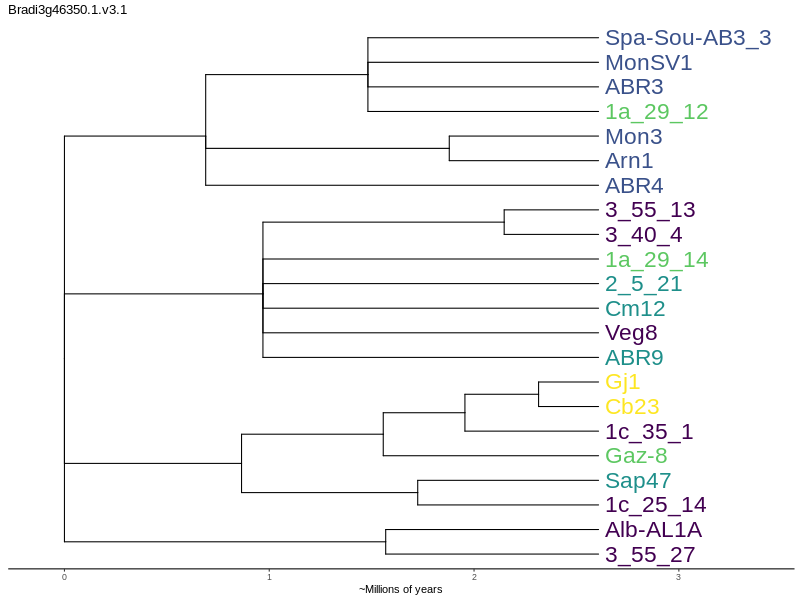 Bradi3g46350.1.v3.1
Spa-Sou-AB3_3
MonSV1
ABR3
1a_29_12
Mon3
Arn1
ABR4
3_55_13
3_40_4
1a_29_14
2_5_21
Cm12
Veg8
ABR9
Gj1
Cb23
1c_35_1
Gaz-8
Sap47
1c_25_14
Alb-AL1A
3_55_27
0 1 2 3
~Millions of years